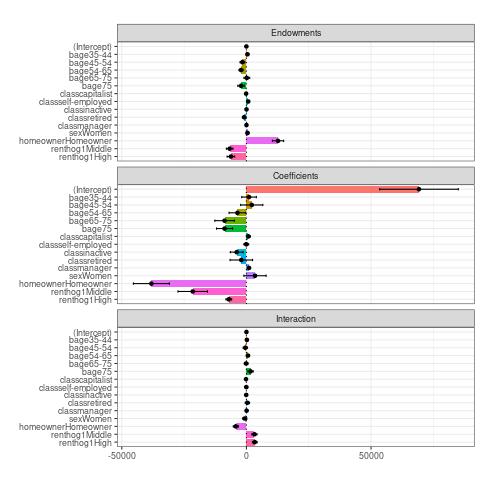 Endowments
(Intercept)
bage35-44
bage45-54
bage54-65
bage65-75
bage75
classcapitalist
classself-employed
classinactive
classretired
classmanager
sexWomen
homeownerHomeowner
renthog1Middle
renthog1High
Coefficients
(Intercept)
bage35-44
bage45-54
bage54-65
bage65-75
bage75
classcapitalist
classself-employed
classinactive
classretired
classmanager
sexWomen
homeownerHomeowner
renthog1Middle
renthog1High
Interaction
(Intercept)
bage35-44
bage45-54
bage54-65
bage65-75
bage75
classcapitalist
classself-employed
classinactive
classretired
classmanager
sexWomen
homeownerHomeowner
renthog1Middle
renthog1High
-50000 0 50000